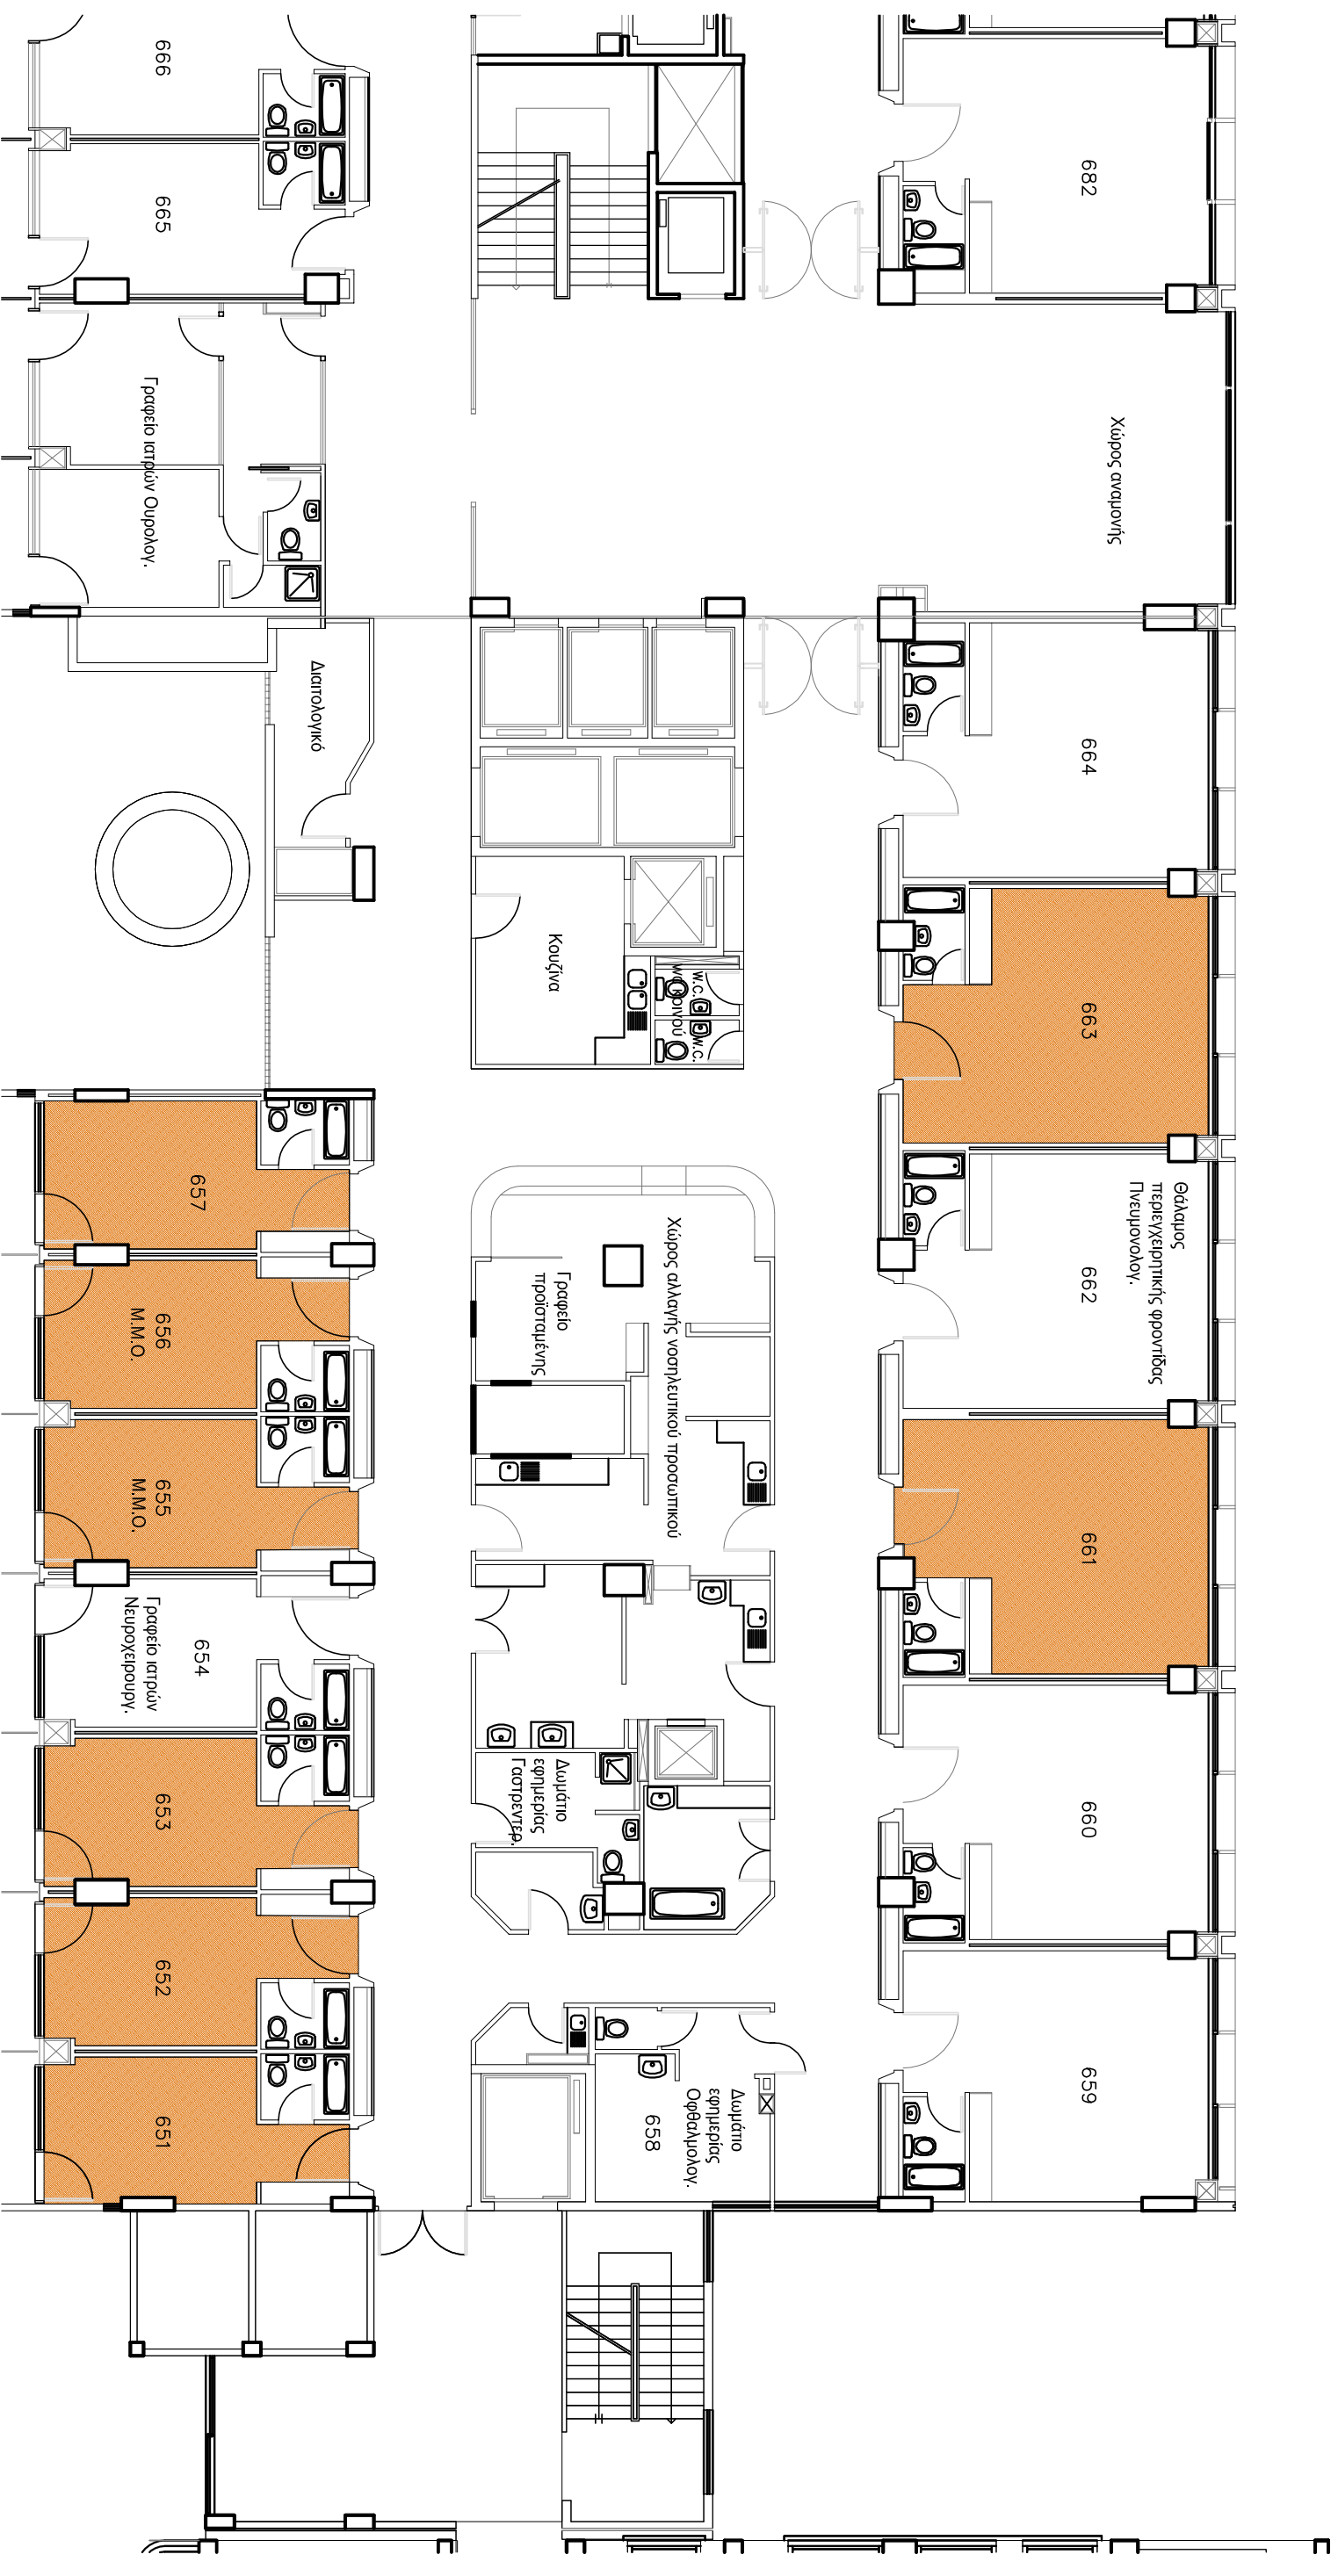 666
665
Γραφείο ιατρών Ουρολογ.
Διαιτολογικό
682
Χώρος αναμονής
664
Κουζίνα
w.c.
κοινού
w.c.
663
Θάλαμος
περιεγχειρητικής φροντίδας
Πνευμονολογ.
662
657
656
Μ.Μ.Ο.
655
Μ.Μ.Ο.
Γραφείο
προϊσταμένης
Χώρος αλλαγής νοσηλευτικού προσωπικού
661
654
Γραφείο ιατρών
Νευροχειρουργ.
653
Δωμάτιο
εφημερίας
Γαστρεντερ.
660
652
651
Δωμάτιο
εφημερίας
Οφθαλμολογ.
658
659